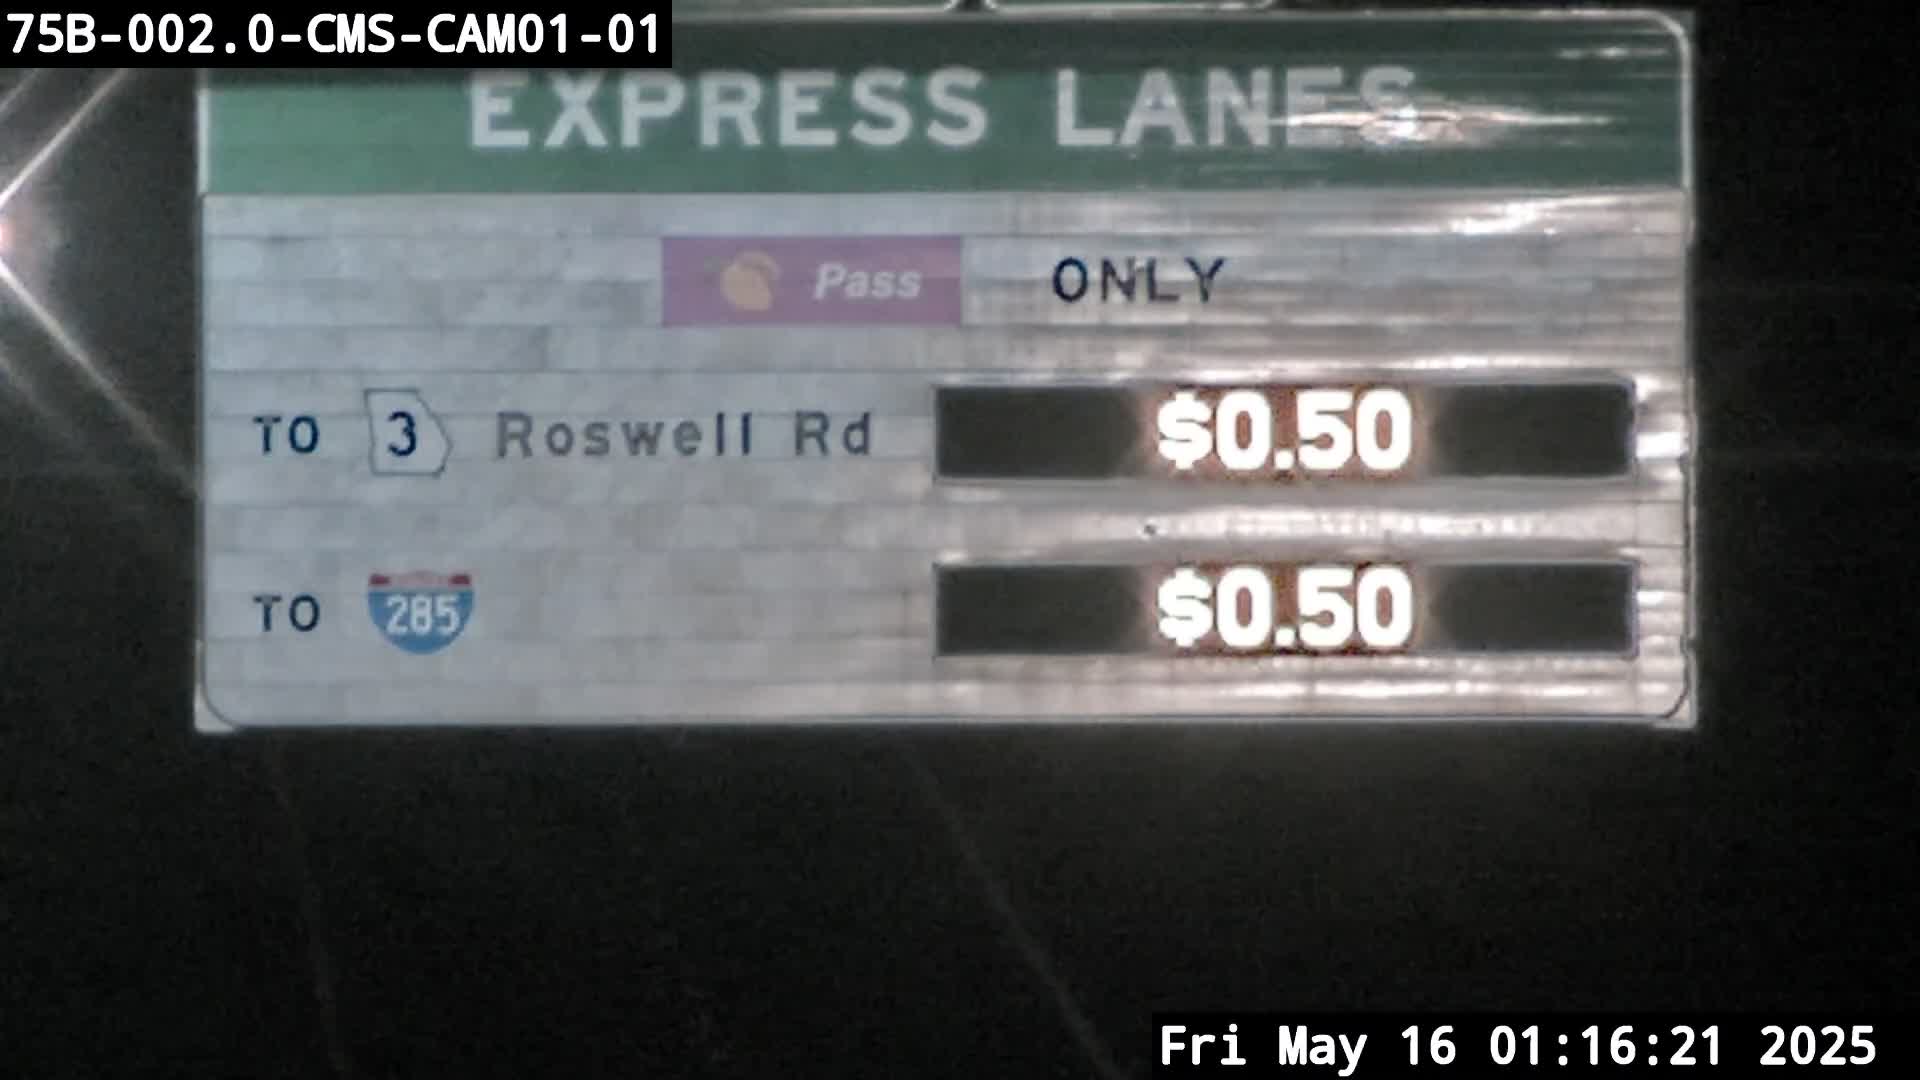 75B-002.0-CMS-CAM01-01
EXPRESS LANES
Pass ONLY
TO 3 Roswell Rd $0.50
TO 285 $0.50
Fri May 16 01:16:21 2025